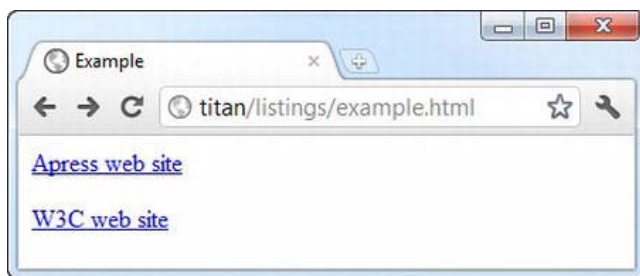 Example
titan/listings/example.html
Apress web site
W3C web site